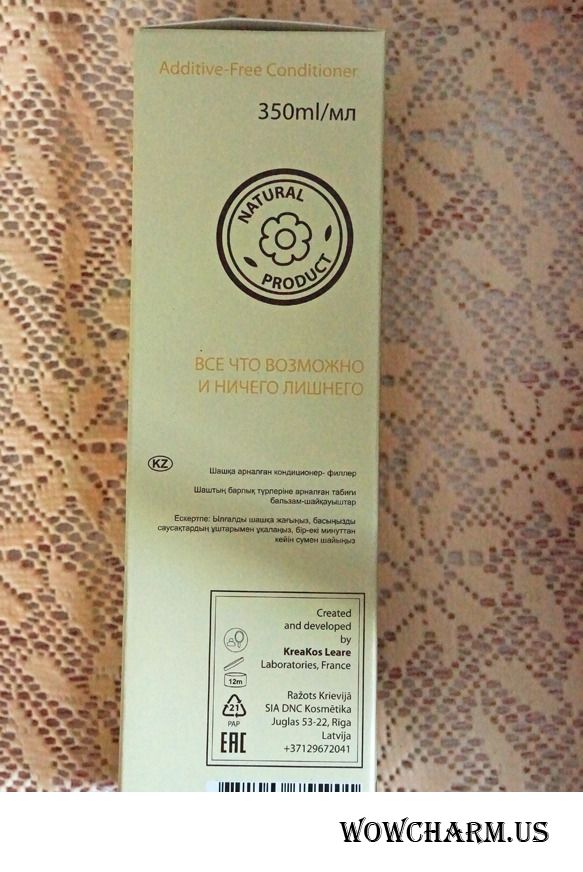 Additive-Free Conditioner
350ml/мл
NATURAL
PRODUCT
ВСЕ ЧТО ВОЗМОЖНО
И НИЧЕГО ЛИШНЕГО
KZ
Шашқа арналған кондиционер- филлер
Шаштың барлық түрлеріне арналған табиғи
бальзам-шайқауыштар
Ескертпе: Ылғалды шашқа жағыңыз, басыңызды
саусақтардың ұштарымен уқалаңыз, бір-екі минуттан
кейін сумен шайыңыз
Created
and developed
by
KreaKos Leare
Laboratories, France
12m
Ražots Krievijā
SIA DNC Kosmētika
Juglas 53-22, Rīga
Latvija
+37129672041
21
PAP
EAC
WOWCHARM.US